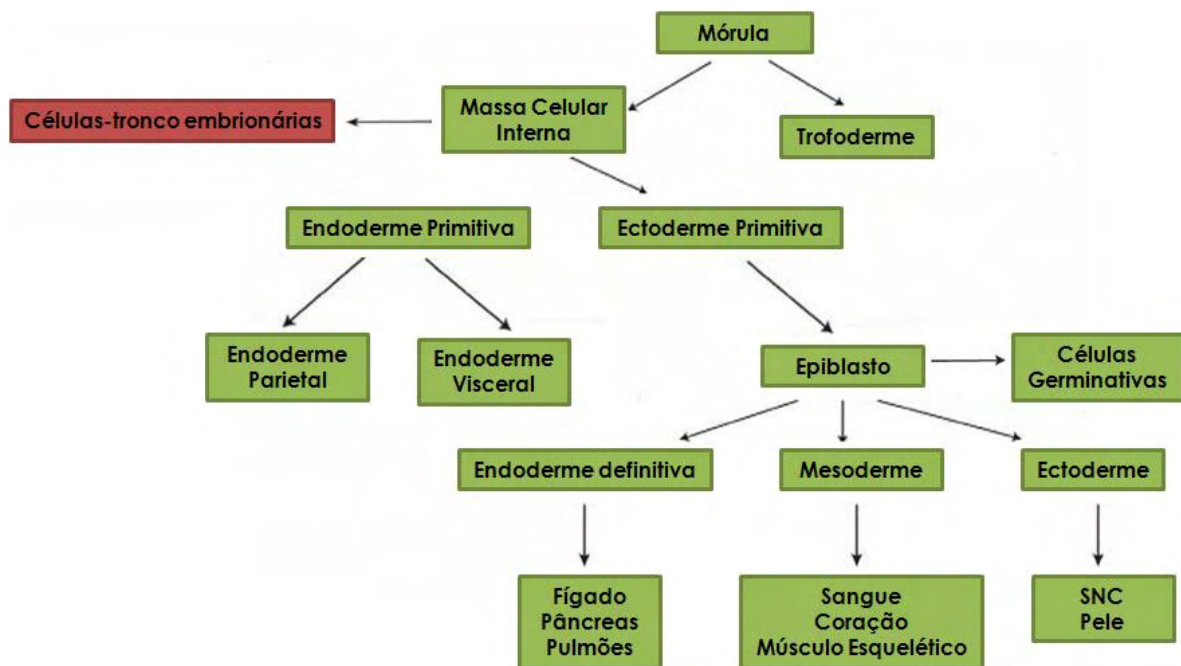 Mórula
Massa Celular
Interna
Células-tronco embrionárias
Trofoderme
Endoderme Primitiva
Ectoderme Primitiva
Endoderme
Parietal
Endoderme
Visceral
Epiblasto
Células
Germinativas
Endoderme definitiva
Mesoderme
Ectoderme
Fígado
Pâncreas
Pulmões
Sangue
Coração
Músculo Esquelético
SNC
Pele